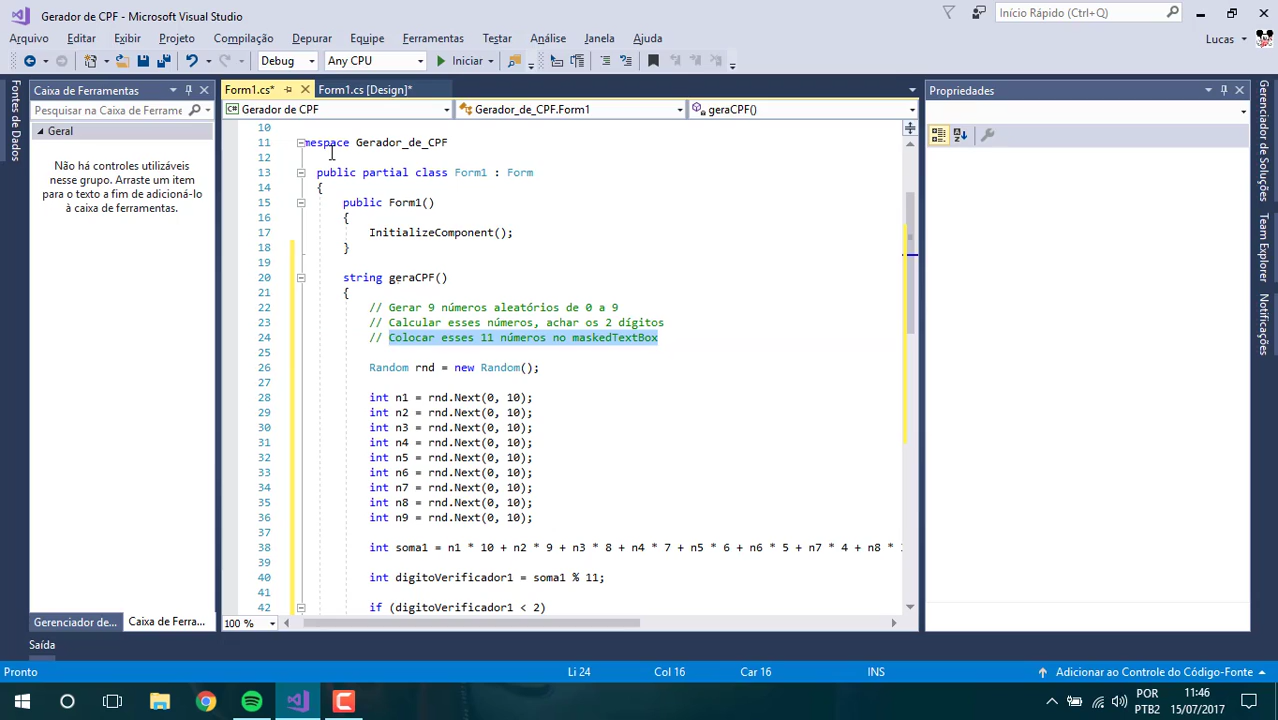 Gerador de CPF - Microsoft Visual Studio
Início Rápido (Ctrl+Q)
Arquivo Editar Exibir Projeto Compilação Depurar Equipe Ferramentas Testar Análise Janela Ajuda
Lucas
Debug Any CPU Iniciar
Fontes de Dados
Caixa de Ferramentas
Pesquisar na Caixa de Ferrame
Geral
Não há controles utilizáveis
nesse grupo. Arraste um item
para o texto a fim de adicioná-lo
à caixa de ferramentas.
Gerenciador de... Caixa de Ferra...
Form1.cs* Form1.cs [Design]*
Gerador de CPF Gerador_de_CPF.Form1 geraCPF()
10
11 mespace Gerador_de_CPF
12
13 public partial class Form1 : Form
14 {
15 public Form1()
16 {
17 InitializeComponent();
18 }
19
20 string geraCPF()
21 {
22 // Gerar 9 números aleatórios de 0 a 9
23 // Calcular esses números, achar os 2 dígitos
24 // Colocar esses 11 números no maskedTextBox
25
26 Random rnd = new Random();
27
28 int n1 = rnd.Next(0, 10);
29 int n2 = rnd.Next(0, 10);
30 int n3 = rnd.Next(0, 10);
31 int n4 = rnd.Next(0, 10);
32 int n5 = rnd.Next(0, 10);
33 int n6 = rnd.Next(0, 10);
34 int n7 = rnd.Next(0, 10);
35 int n8 = rnd.Next(0, 10);
36 int n9 = rnd.Next(0, 10);
37
38 int soma1 = n1 * 10 + n2 * 9 + n3 * 8 + n4 * 7 + n5 * 6 + n6 * 5 + n7 * 4 + n8 *
39
40 int digitoVerificador1 = soma1 % 11;
41
42 if (digitoVerificador1 < 2)
100 %
Propriedades
Gerenciador de Soluções
Team Explorer
Notificações
Saída
Pronto Li 24 Col 16 Car 16 INS Adicionar ao Controle do Código-Fonte
POR
PTB2
11:46
15/07/2017